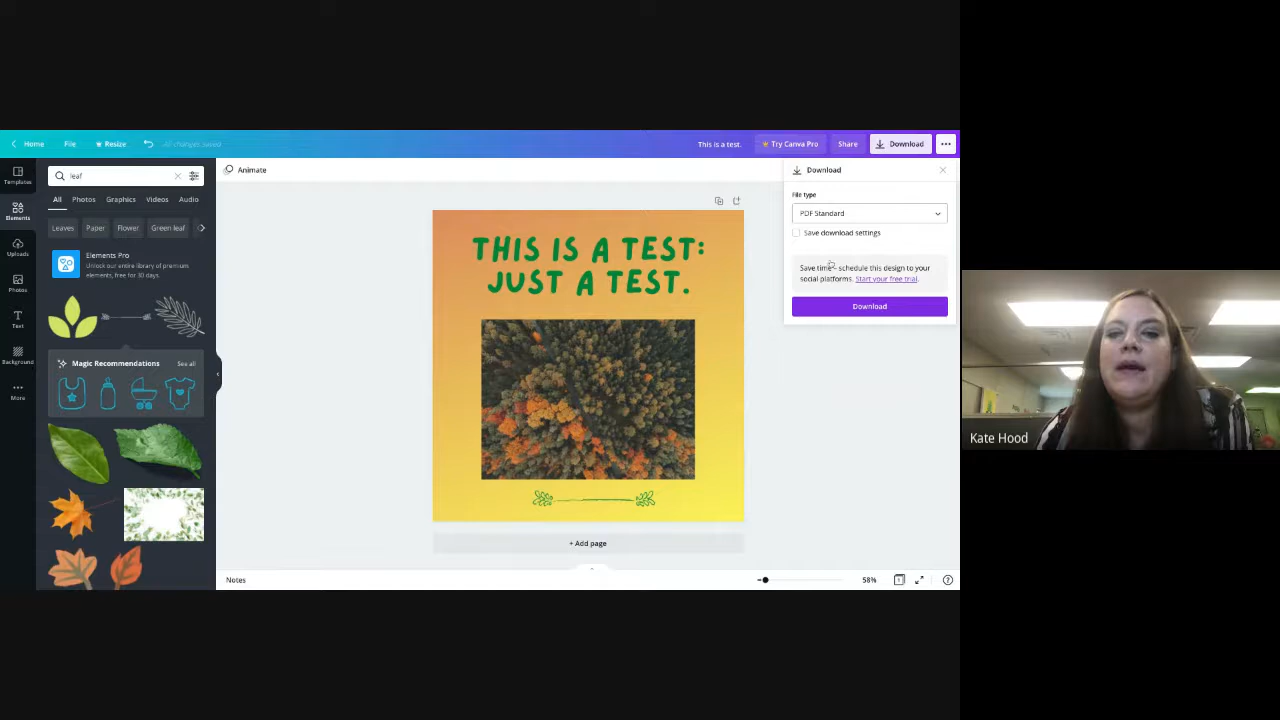 Home File Resize All changes saved This is a test. Try Canva Pro Share Download
Templates
Elements
Uploads
Photos
Text
Background
More
leaf
All Photos Graphics Videos Audio
Leaves Paper Flower Green leaf
Elements Pro
Unlock our entire library of premium
elements, free for 30 days.
Magic Recommendations See all
Animate
THIS IS A TEST:
JUST A TEST.
+ Add page
Notes
58%
1
Download
File type
PDF Standard
Save download settings
Save time – schedule this design to your
social platforms. Start your free trial.
Download
Kate Hood